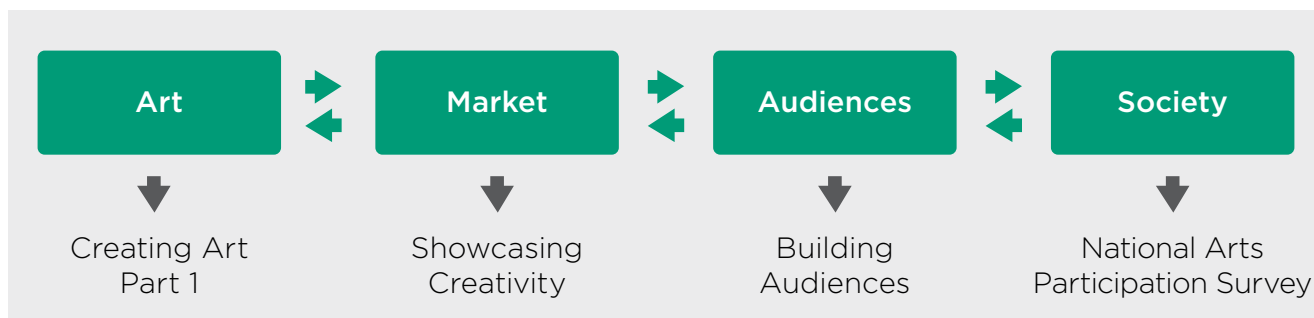 Art
Market
Audiences
Society
Creating Art
Part 1
Showcasing
Creativity
Building
Audiences
National Arts
Participation Survey